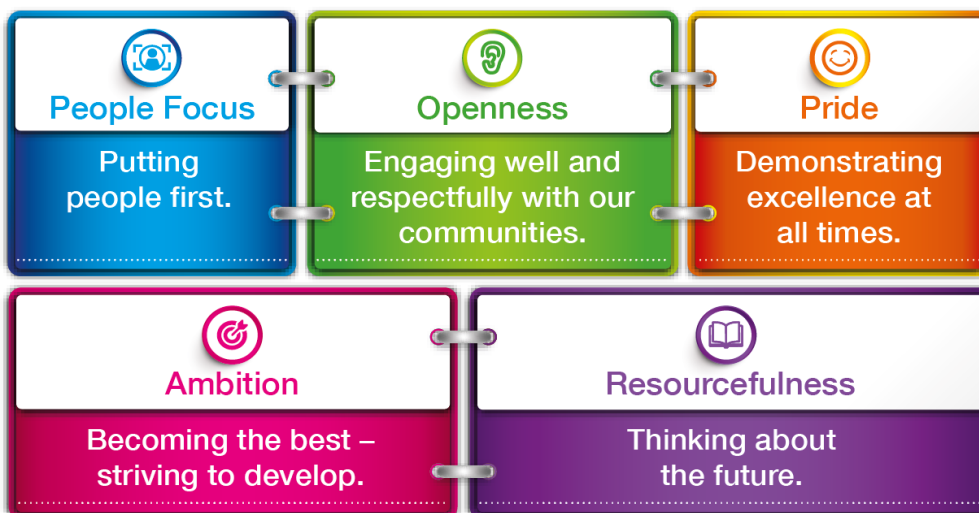 People Focus
Putting
people first.
Openness
Engaging well and
respectfully with our
communities.
Pride
Demonstrating
excellence at
all times.
Ambition
Becoming the best –
striving to develop.
Resourcefulness
Thinking about
the future.